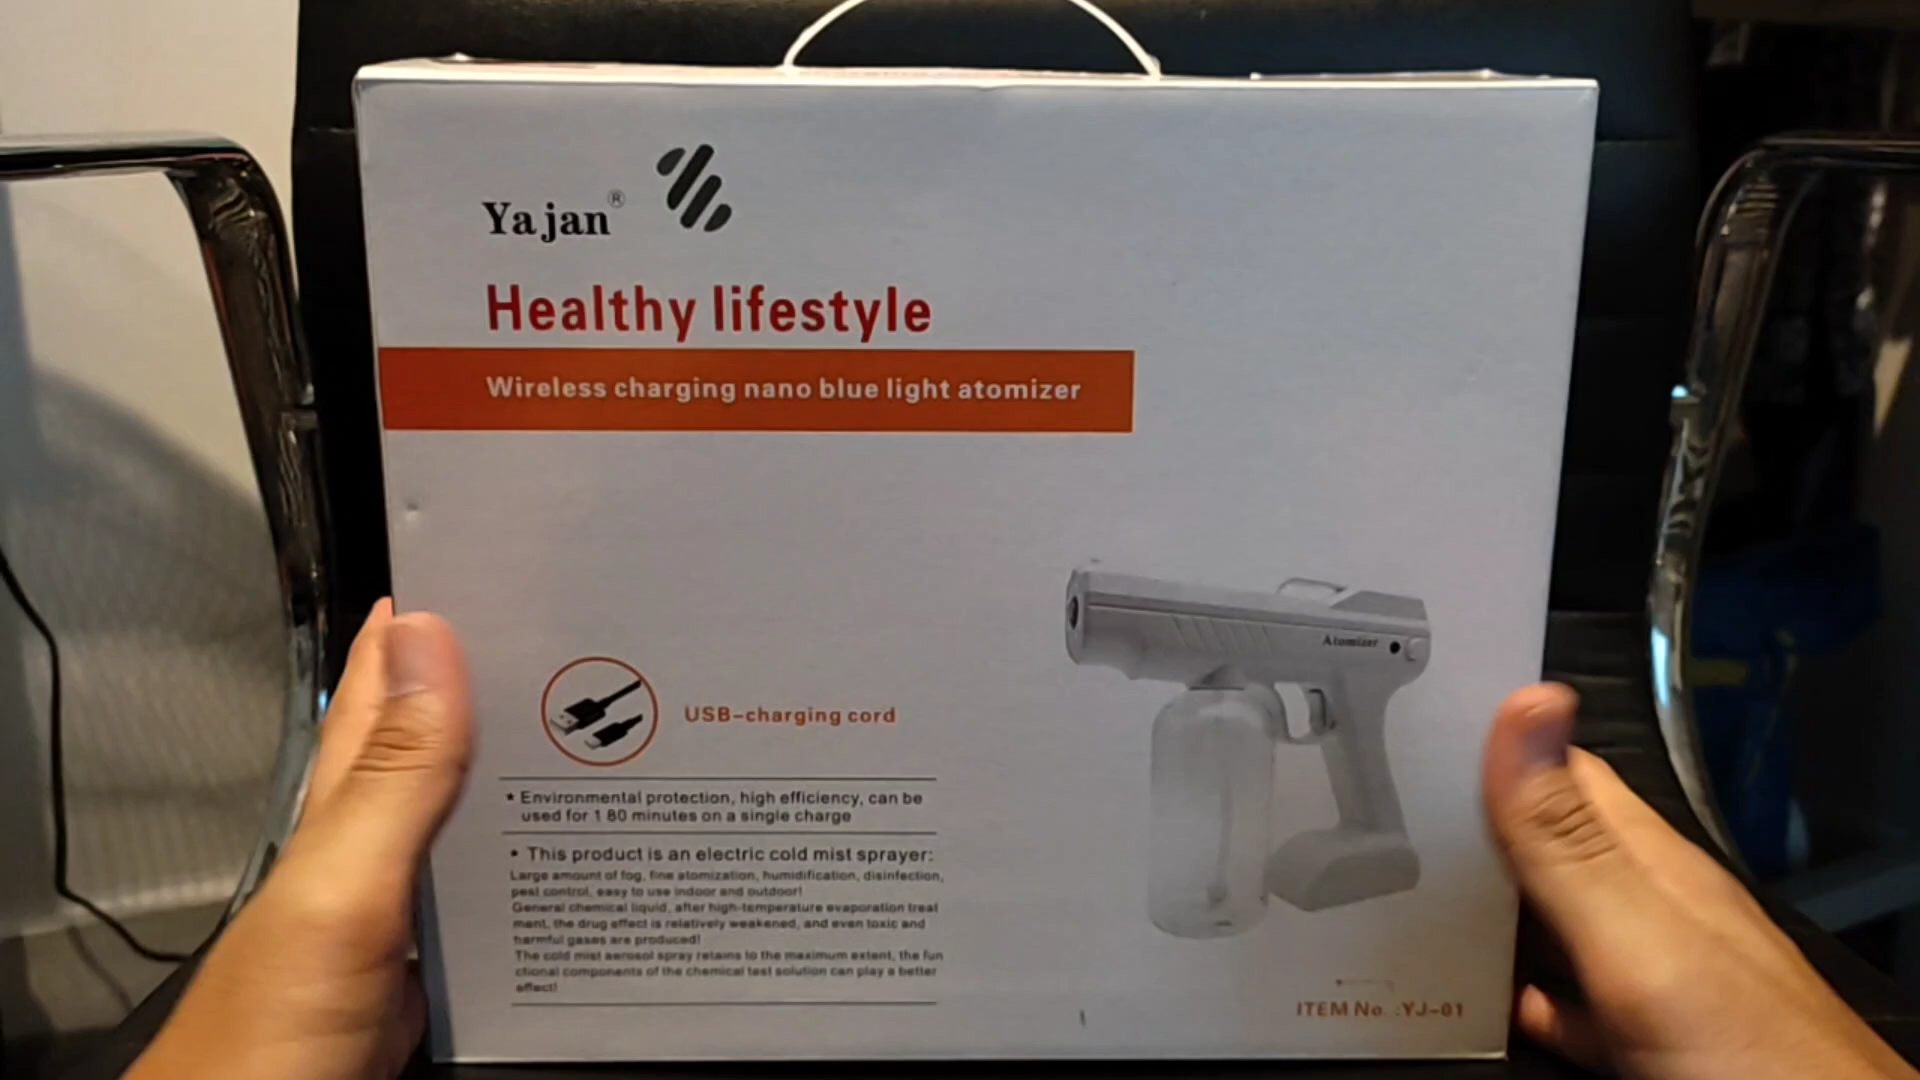 Yajan®
Healthy lifestyle
Wireless charging nano blue light atomizer
Atomizer
USB-charging cord
* Environmental protection, high efficiency, can be
used for 1 80 minutes on a single charge
* This product is an electric cold mist sprayer:
Large amount of fog, fine atomization, humidification, disinfection,
pest control, easy to use indoor and outdoor!
General chemical liquid, after high-temperature evaporation treat
ment, the drug effect is relatively weakened, and even toxic and
harmful gases are produced!
The cold mist aerosol spray retains to the maximum extent, the fun
ctional components of the chemical test solution can play a better
effect!
ITEM No. :YJ-01